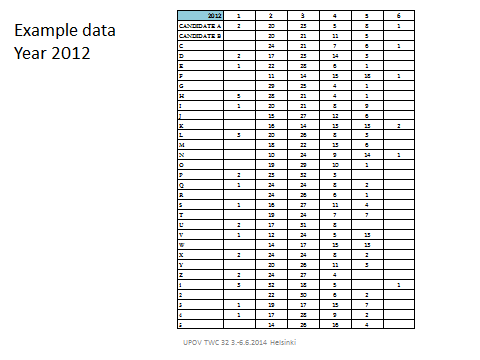 Example data
Year 2012
2012 1 2 3 4 5 6
CANDIDATE A 2 20 25 5 8 1
CANDIDATE B 20 21 11 5
C 24 21 7 6 1
D 2 17 25 14 3
E 1 22 28 6 1
F 11 14 15 18 1
G 29 25 4 1
H 5 28 21 4 1
I 1 20 21 8 9
J 15 27 12 6
K 16 14 15 13 2
L 3 20 26 8 3
M 18 22 13 6
N 10 24 9 14 1
O 19 29 10 1
P 2 25 32 3
Q 1 24 24 8 2
R 24 26 6 1
S 1 16 27 11 4
T 19 24 7 7
U 2 17 31 8
V 1 12 24 5 15
W 14 17 15 13
X 2 24 24 8 2
Y 20 26 11 3
Z 2 24 27 4
1 3 32 18 5 1
2 22 30 6 2
3 1 19 17 15 7
4 1 17 28 9 2
5 14 26 16 4
UPOV TWC 32 3.-6.6.2014 Helsinki